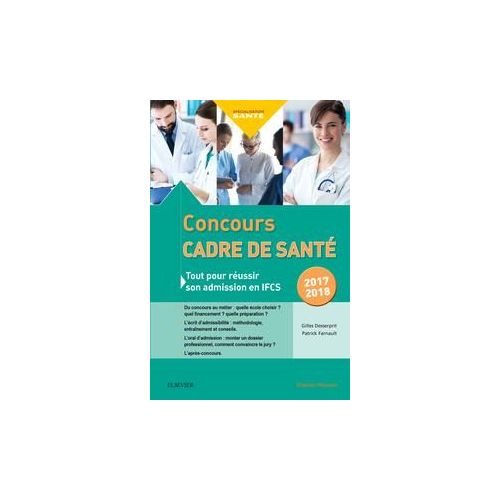 SPÉCIALISATION
SANTÉ
Concours
CADRE DE SANTÉ
Tout pour réussir
son admission en IFCS
2017
2018
Du concours au métier : quelle école choisir ?
quel financement ? quelle préparation ?
L'écrit d'admissibilité : méthodologie,
entraînement et conseils.
L'oral d'admission : monter un dossier
professionnel, comment convaincre le jury ?
L'après-concours.
Gilles Desserprit
Patrick Farnault
ELSEVIER
Elsevier Masson